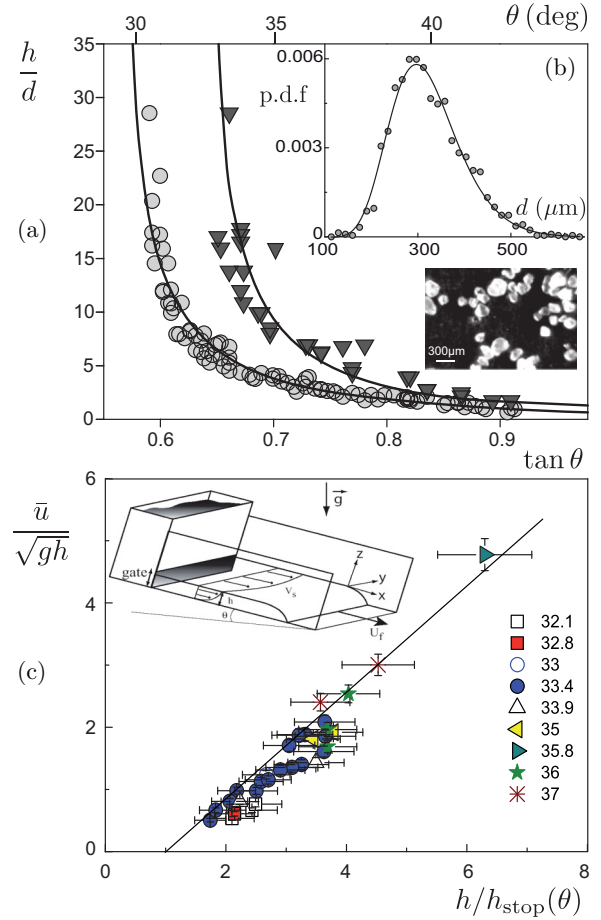 30 35 40 θ (deg)
h/d
35
30
25
20
15
10
5
0
(a)
0.6 0.7 0.8 0.9
tan θ
(b)
p.d.f
0.006
0.003
0
100 300 500
d (μm)
300μm
6
4
2
0
ū/√gh
(c)
gate
h
θ
V_s
g
z
y
x
U_f
32.1
32.8
33
33.4
33.9
35
35.8
36
37
0 2 4 6 8
h/h_stop(θ)